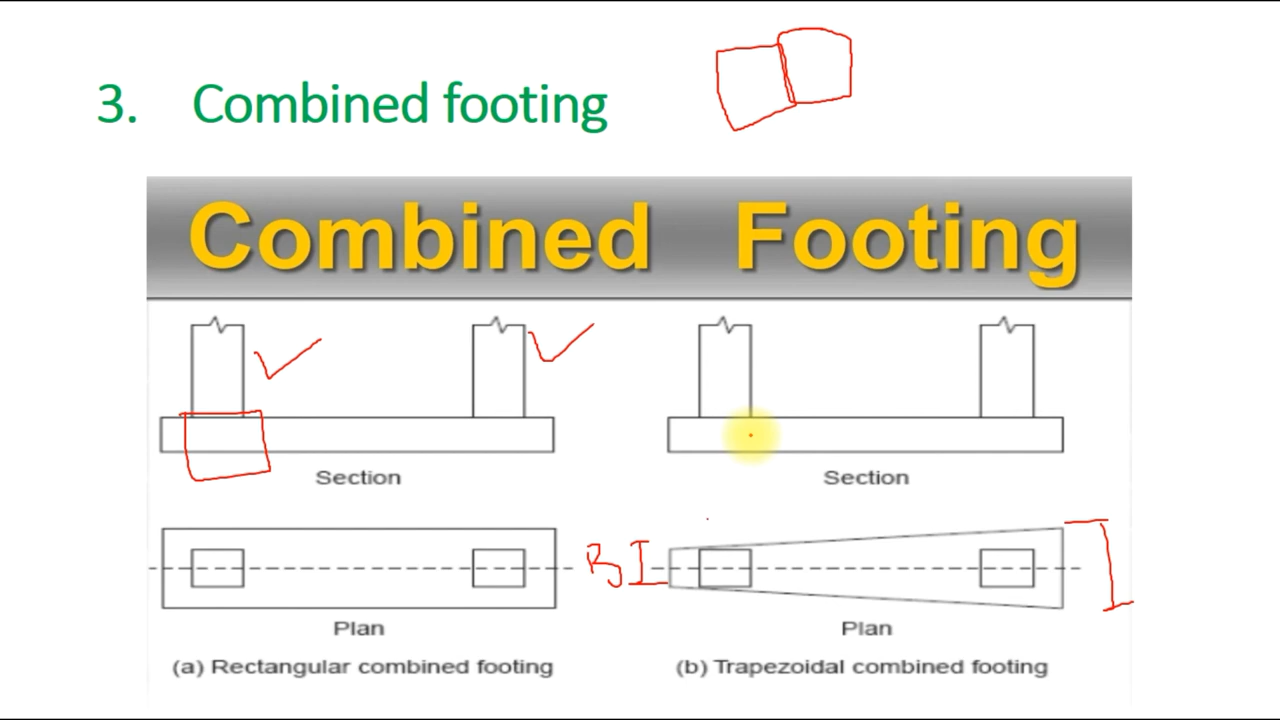 3. Combined footing
Combined Footing
Section Section
B
Plan Plan
(a) Rectangular combined footing (b) Trapezoidal combined footing